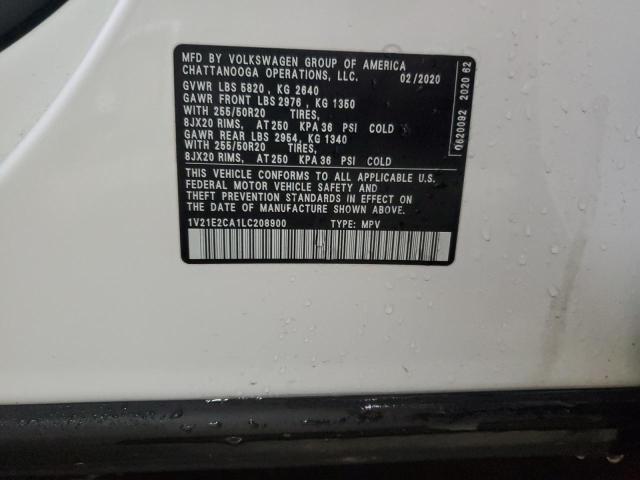 MFD BY VOLKSWAGEN GROUP OF AMERICA
CHATTANOOGA OPERATIONS, LLC. 02/2020
GVWR LBS 5820 , KG 2640
GAWR FRONT LBS 2976 , KG 1350
WITH 255/50R20 TIRES,
8JX20 RIMS, AT 250 KPA 36 PSI COLD
GAWR REAR LBS 2954, KG 1340
WITH 255/50R20 TIRES,
8JX20 RIMS, AT 250 KPA 36 PSI COLD
THIS VEHICLE CONFORMS TO ALL APPLICABLE U.S.
FEDERAL MOTOR VEHICLE SAFETY AND
THEFT PREVENTION STANDARDS IN EFFECT ON
THE DATE OF MANUFACTURE SHOWN ABOVE.
1V21E2CA1LC208900 TYPE: MPV
0620092 2020 62